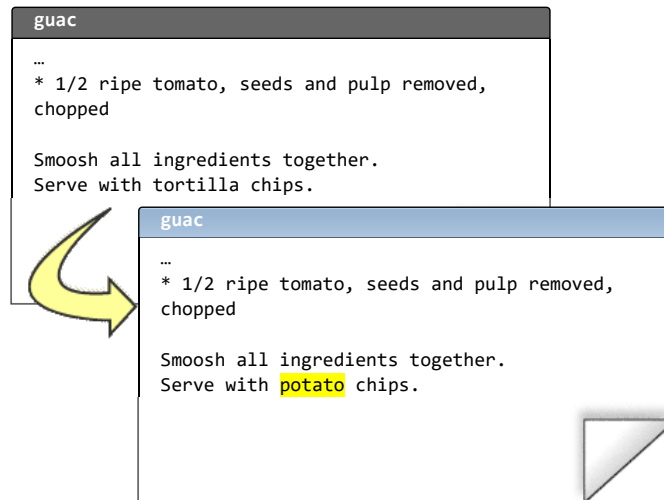 guac
…
* 1/2 ripe tomato, seeds and pulp removed,
chopped
Smoosh all ingredients together.
Serve with tortilla chips.
guac
…
* 1/2 ripe tomato, seeds and pulp removed,
chopped
Smoosh all ingredients together.
Serve with potato chips.